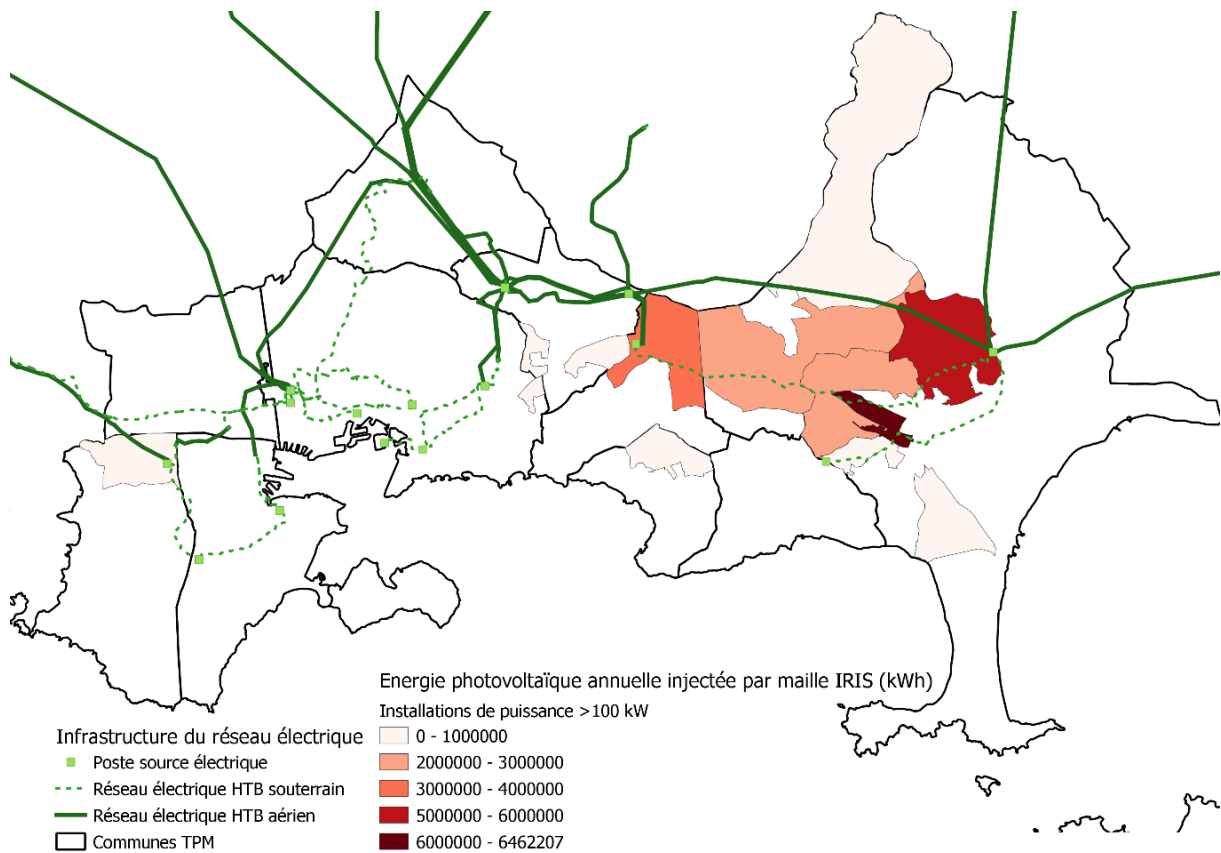 Energie photovoltaïque annuelle injectée par maille IRIS (kWh)
Installations de puissance >100 kW
0 - 1000000
2000000 - 3000000
3000000 - 4000000
5000000 - 6000000
6000000 - 6462207
Infrastructure du réseau électrique
Poste source électrique
Réseau électrique HTB souterrain
Réseau électrique HTB aérien
Communes TPM